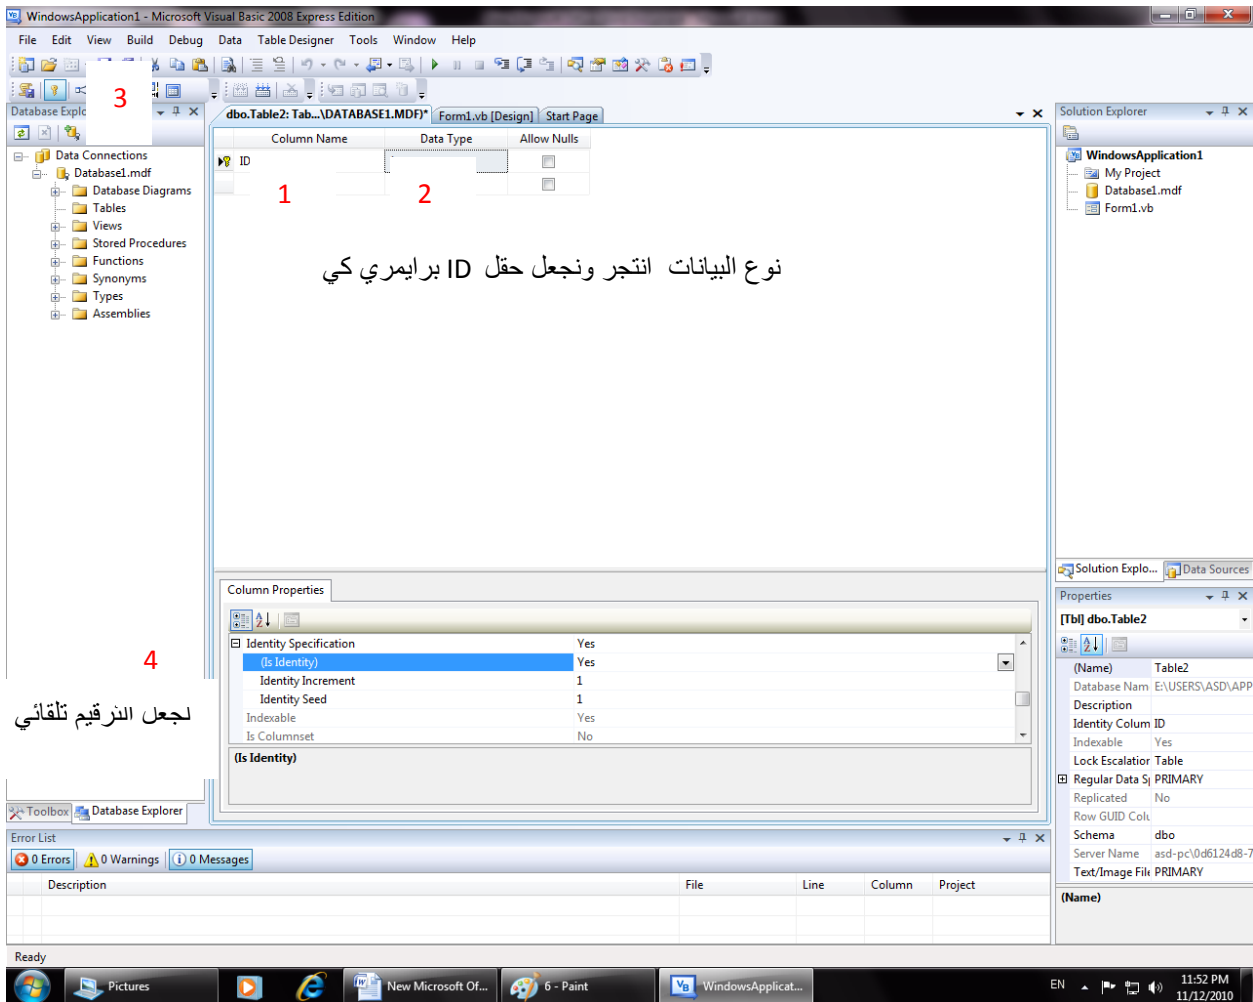 WindowsApplication1 - Microsoft Visual Basic 2008 Express Edition
File Edit View Build Debug Data Table Designer Tools Window Help
3
Database Explo
dbo.Table2: Tab...\DATABASE1.MDF)* Form1.vb [Design] Start Page
Solution Explorer
Data Connections
Database1.mdf
Database Diagrams
Tables
Views
Stored Procedures
Functions
Synonyms
Types
Assemblies
Column Name Data Type Allow Nulls
ID
1 2
نوع البيانات انتجر ونجعل حقل ID برايمري كي
WindowsApplication1
My Project
Database1.mdf
Form1.vb
Solution Explo... Data Sources
Column Properties
Identity Specification Yes
(Is Identity) Yes
Identity Increment 1
Identity Seed 1
Indexable Yes
Is Columnset No
(Is Identity)
4
لجعل الترقيم تلقائي
Toolbox Database Explorer
Properties
[Tbl] dbo.Table2
(Name) Table2
Database Nam E:\USERS\ASD\APP
Description
Identity Colum ID
Indexable Yes
Lock Escalation Table
Regular Data Sp PRIMARY
Replicated No
Row GUID Colu
Schema dbo
Server Name asd-pc\0d6124d8-7
Text/Image File PRIMARY
(Name)
Error List
0 Errors 0 Warnings 0 Messages
Description File Line Column Project
Ready
Pictures New Microsoft Of... 6 - Paint WindowsApplicat... EN 11:52 PM
11/12/2010